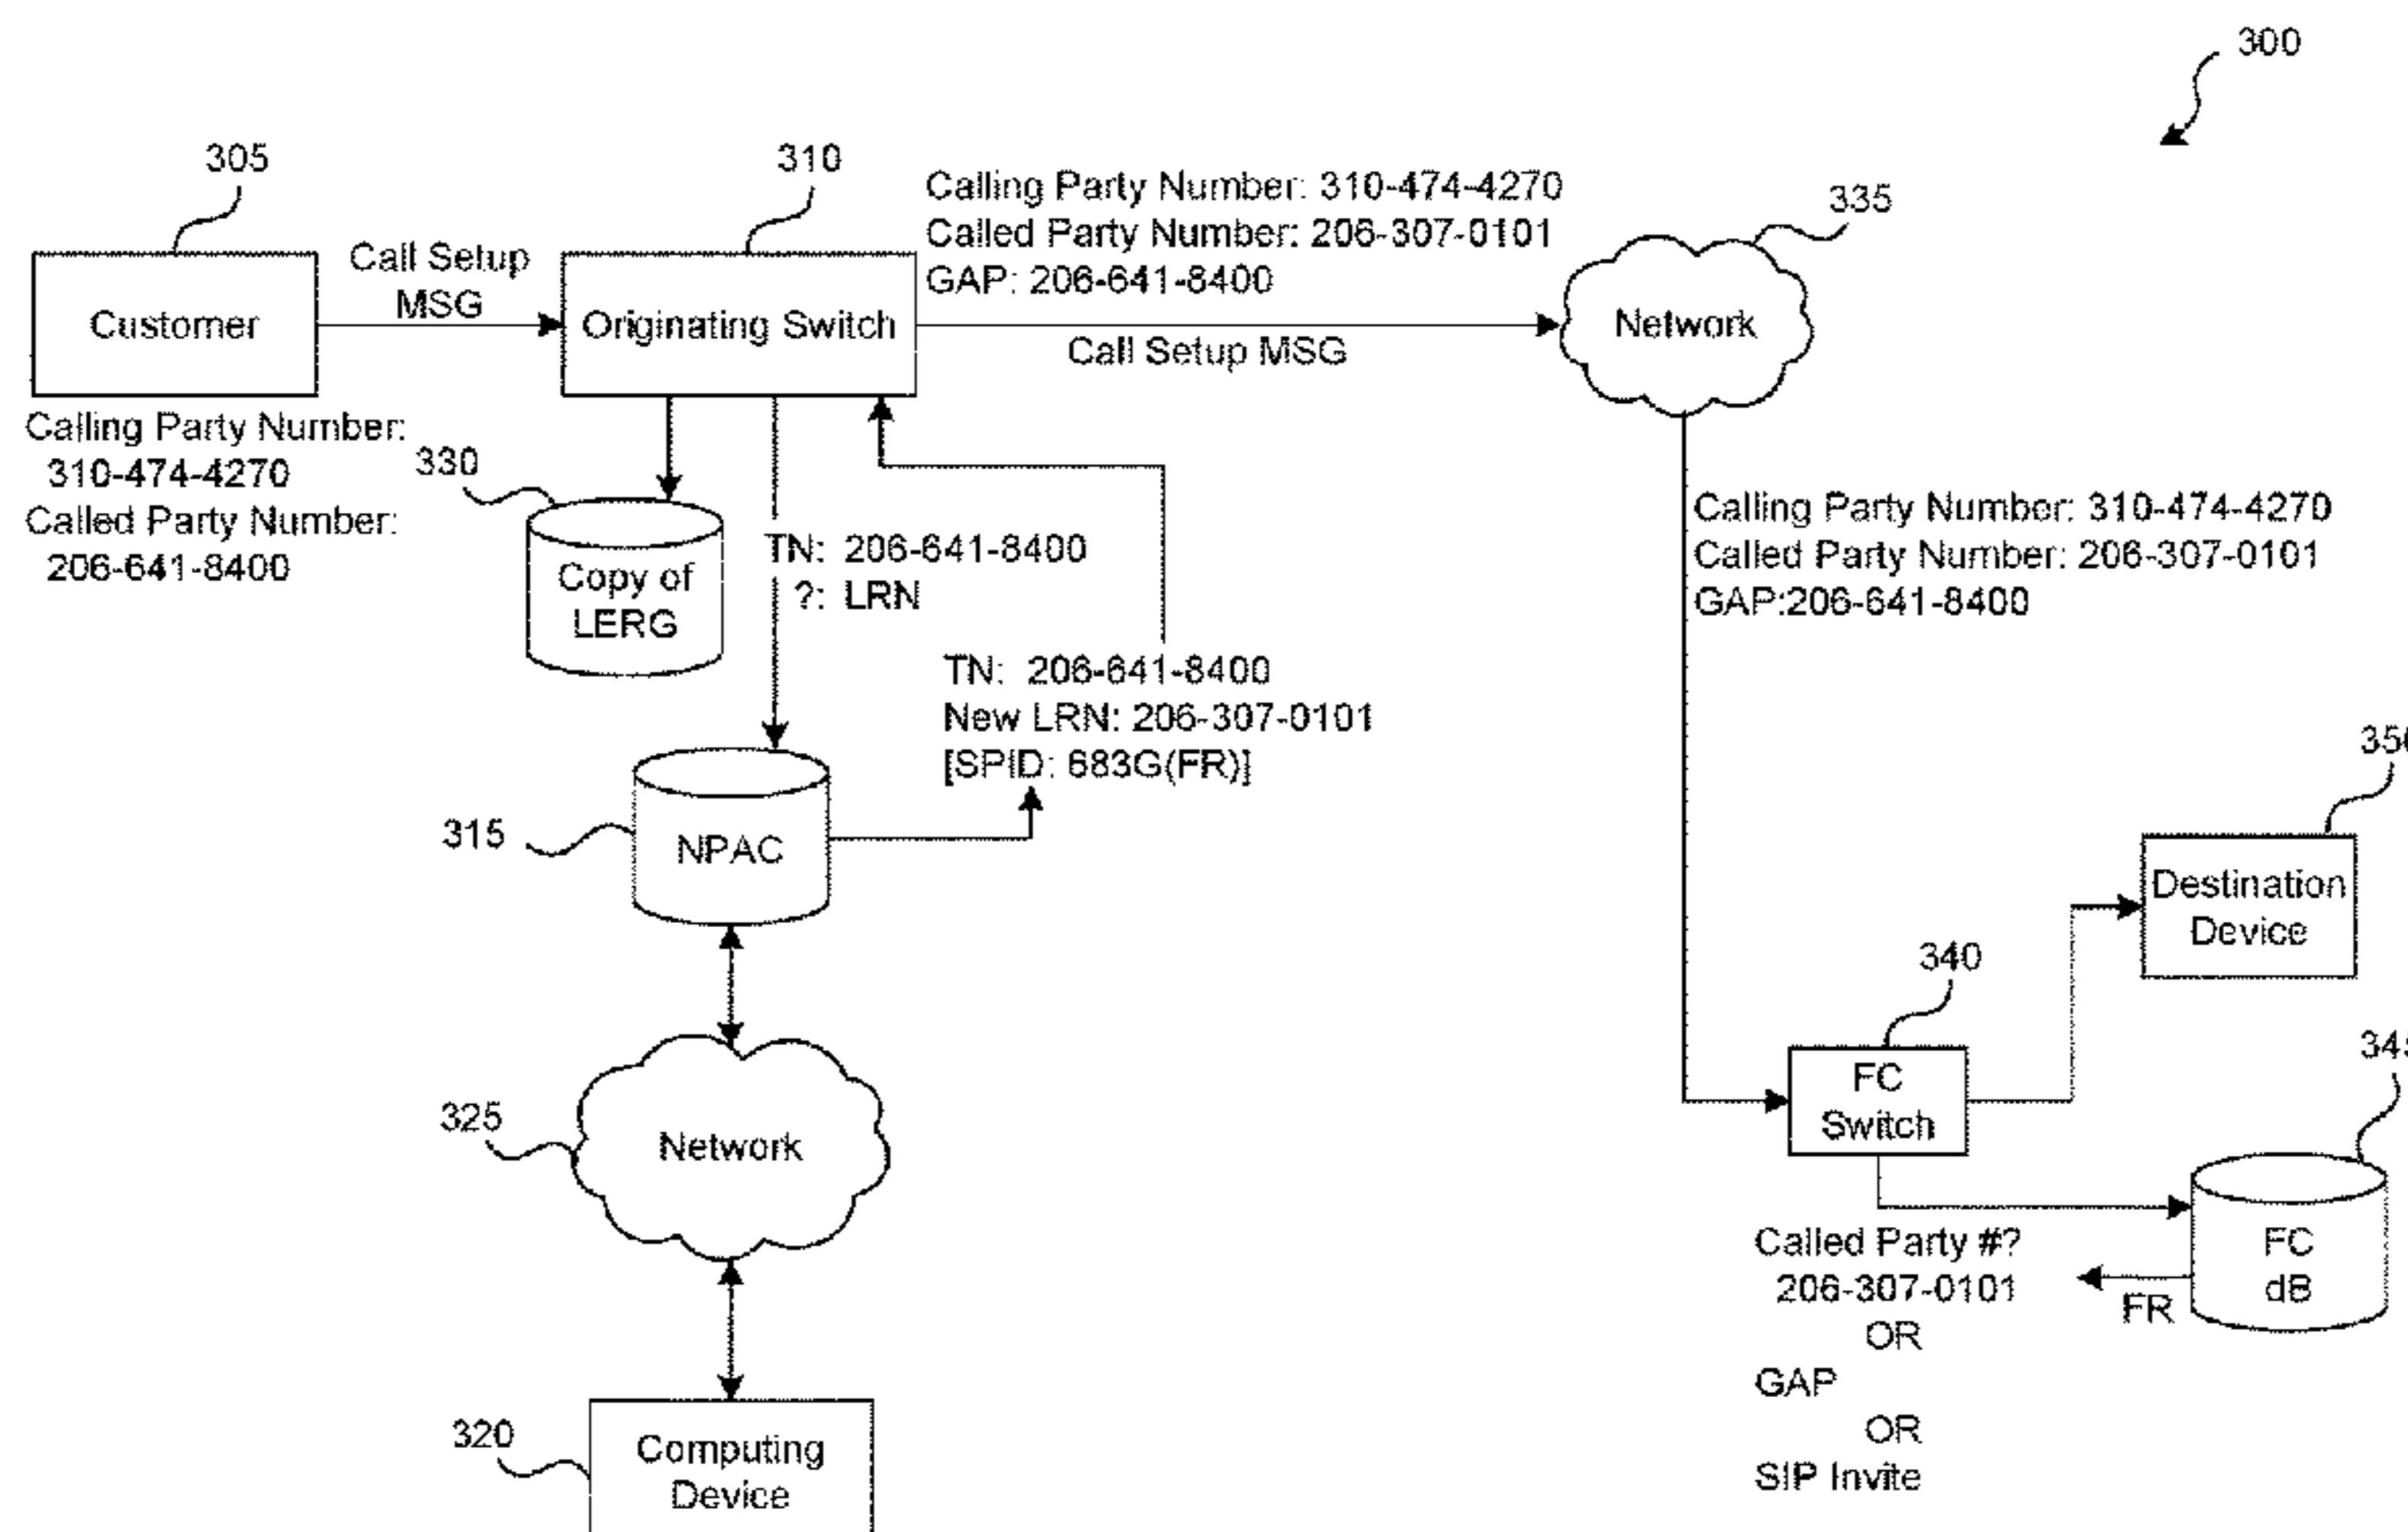 300
305
310
Calling Party Number: 310-474-4270
Called Party Number: 206-307-0101
GAP: 206-641-8400
335
Customer
Call Setup
MSG
Originating Switch
Call Setup MSG
Network
Calling Party Number:
310-474-4270
Called Party Number:
206-641-8400
330
Copy of
LERG
TN: 206-641-8400
?: LRN
Calling Party Number: 310-474-4270
Called Party Number: 206-307-0101
GAP:206-641-8400
TN: 206-641-8400
New LRN: 206-307-0101
[SPID: 683G(FR)]
315
NPAC
350
Destination
Device
340
FC
Switch
345
325
Network
Called Party #?
206-307-0101
OR
GAP
OR
SIP Invite
FR
FC
dB
320
Computing
Device